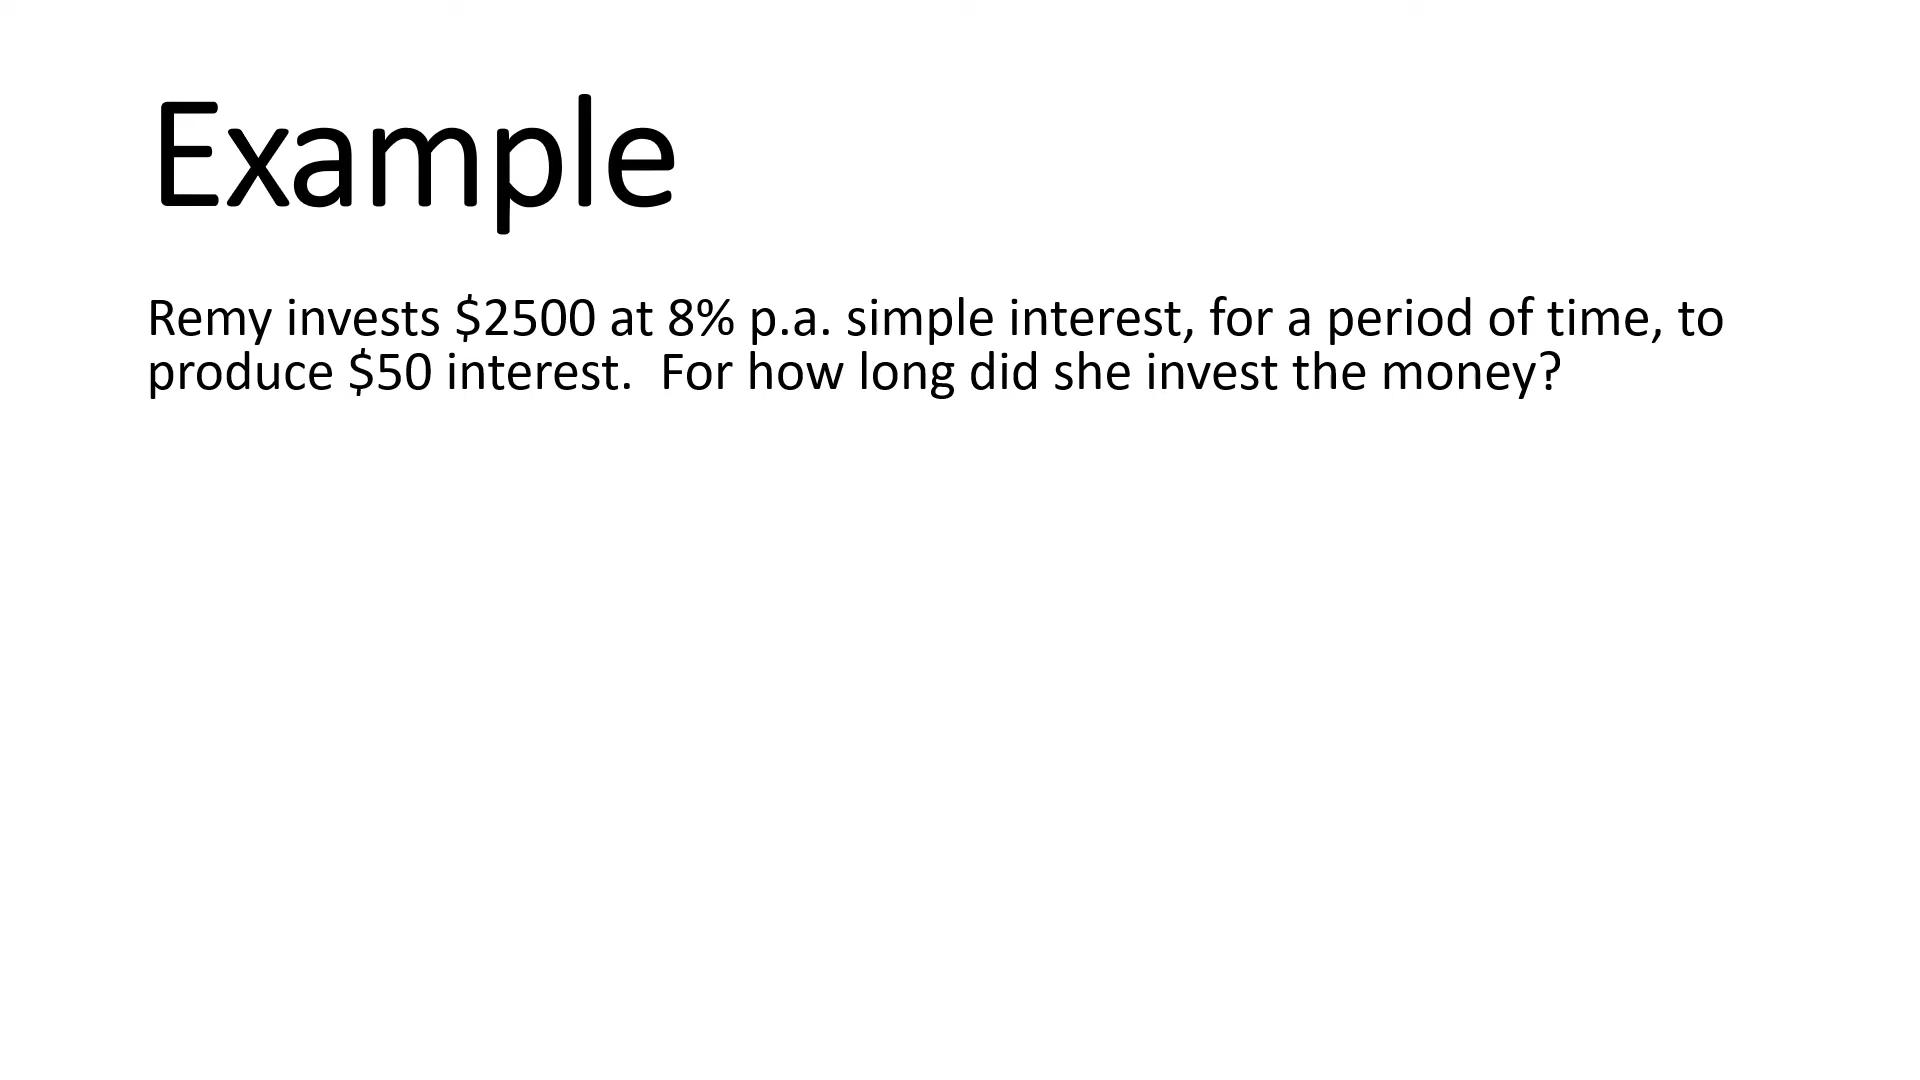 Example
Remy invests $2500 at 8% p.a. simple interest, for a period of time, to
produce $50 interest.  For how long did she invest the money?